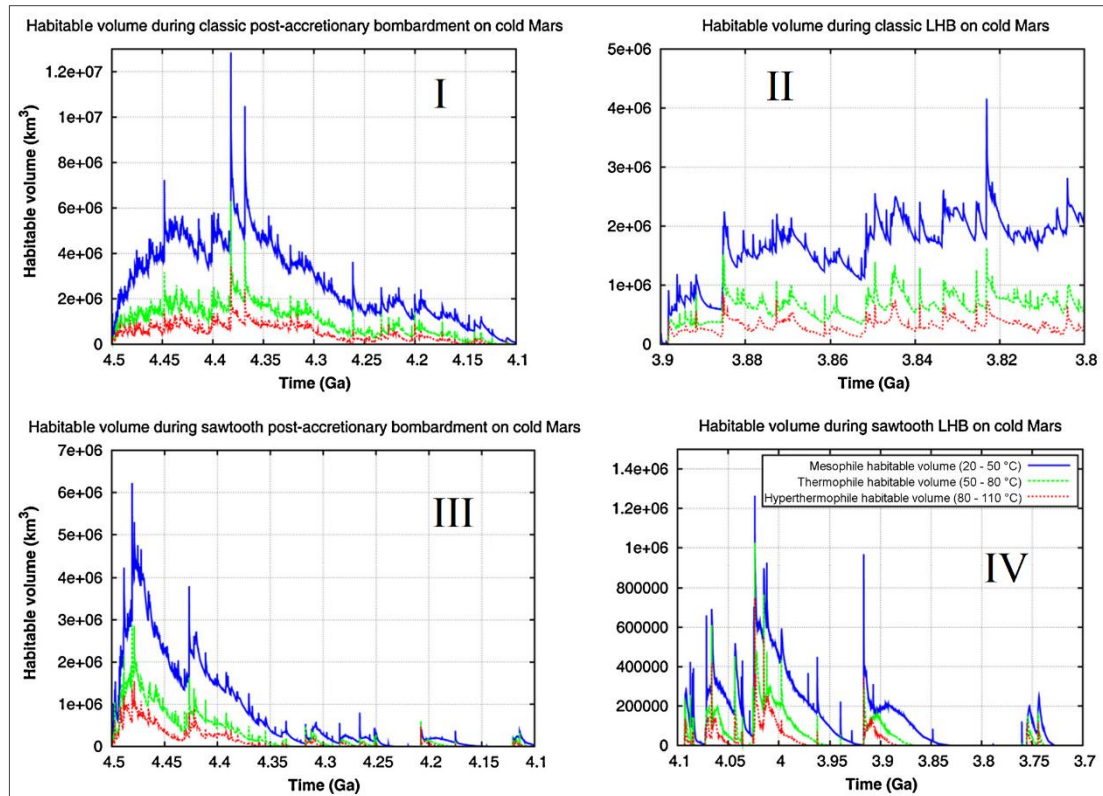 Habitable volume during classic post-accretionary bombardment on cold Mars
Habitable volume (km³)
1.2e+07
1e+07
8e+06
6e+06
4e+06
2e+06
0
4.5 4.45 4.4 4.35 4.3 4.25 4.2 4.15 4.1
Time (Ga)
I
Habitable volume during classic LHB on cold Mars
5e+06
4e+06
3e+06
2e+06
1e+06
0
3.9 3.88 3.86 3.84 3.82 3.8
Time (Ga)
II
Habitable volume during sawtooth post-accretionary bombardment on cold Mars
Habitable volume (km³)
7e+06
6e+06
5e+06
4e+06
3e+06
2e+06
1e+06
0
4.5 4.45 4.4 4.35 4.3 4.25 4.2 4.15 4.1
Time (Ga)
III
Habitable volume during sawtooth LHB on cold Mars
Mesophile habitable volume (20 - 50 °C)
Thermophile habitable volume (50 - 80 °C)
Hyperthermophile habitable volume (80 - 110 °C)
1.4e+06
1.2e+06
1e+06
800000
600000
400000
200000
0
4.1 4.05 4 3.95 3.9 3.85 3.8 3.75 3.7
Time (Ga)
IV